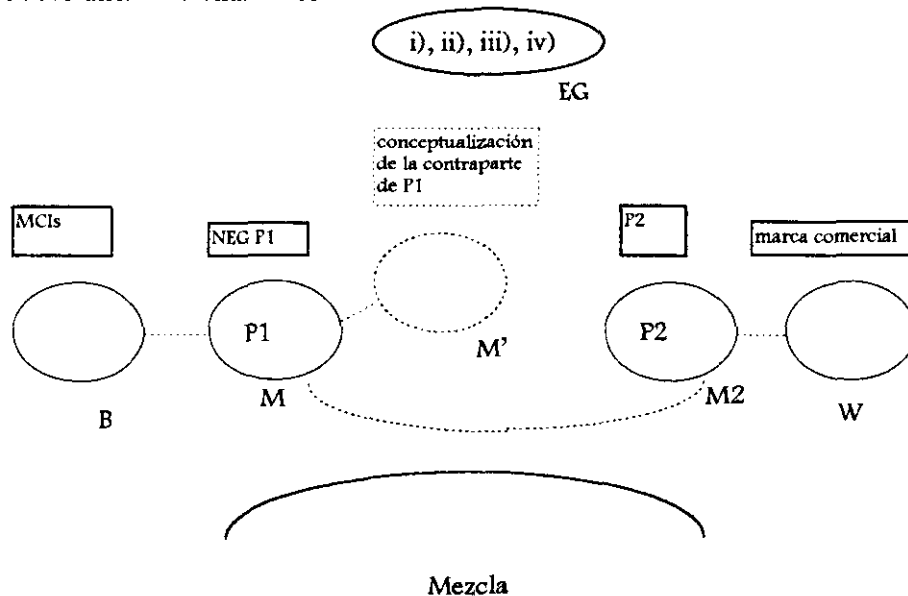 i), ii), iii), iv)
EG
conceptualización
de la contraparte
de P1
MCIs
NEG P1
P2
marca comercial
P1
P2
M'
B
M
M2
W
Mezcla